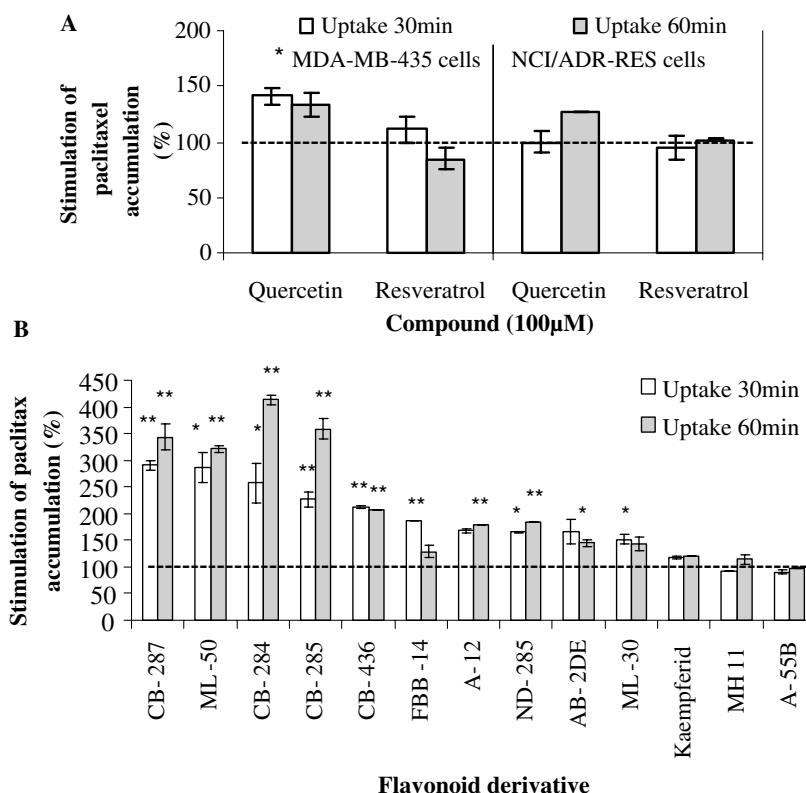 A
Uptake 30min
Uptake 60min
* MDA-MB-435 cells
NCI/ADR-RES cells
Stimulation of
paclitaxel
accumulation
(%)
200
150
100
50
0
Quercetin
Resveratrol
Quercetin
Resveratrol
Compound (100µM)
B
Uptake 30min
Uptake 60min
Stimulation of paclitax
accumulation (%)
450
400
350
300
250
200
150
100
50
0
** ** * ** * ** ** ** ** ** ** ** * ** * *
CB-287
ML-50
CB-284
CB-285
CB-436
FBB-14
A-12
ND-285
AB-2DE
ML-30
Kaempferid
MH11
A-55B
Flavonoid derivative